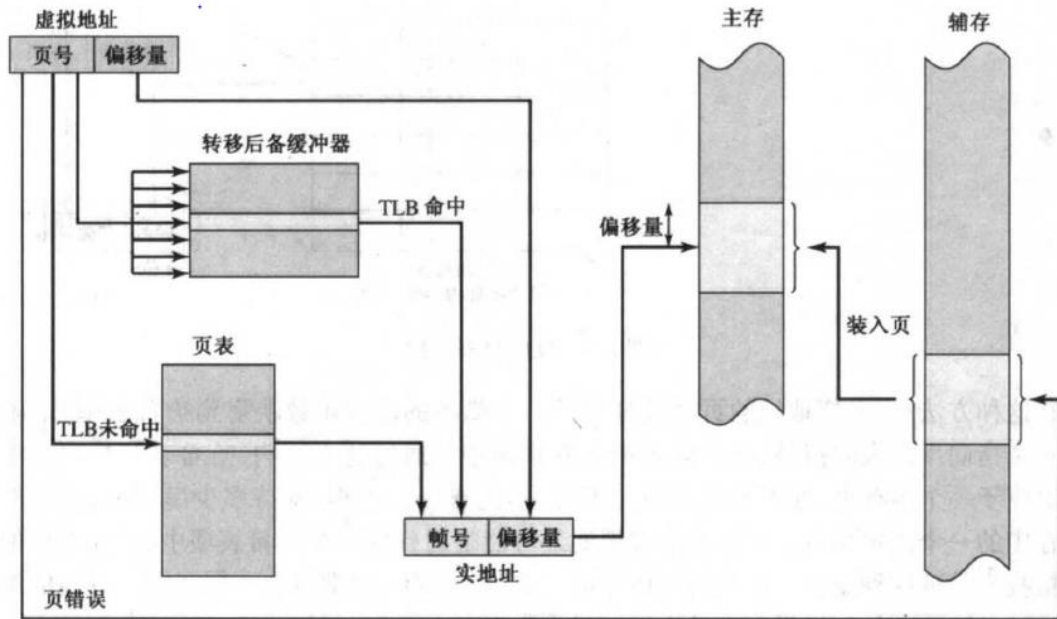 虚拟地址
页号
偏移量
主存
辅存
转移后备缓冲器
TLB 命中
偏移量
装入页
页表
TLB未命中
帧号
偏移量
实地址
页错误